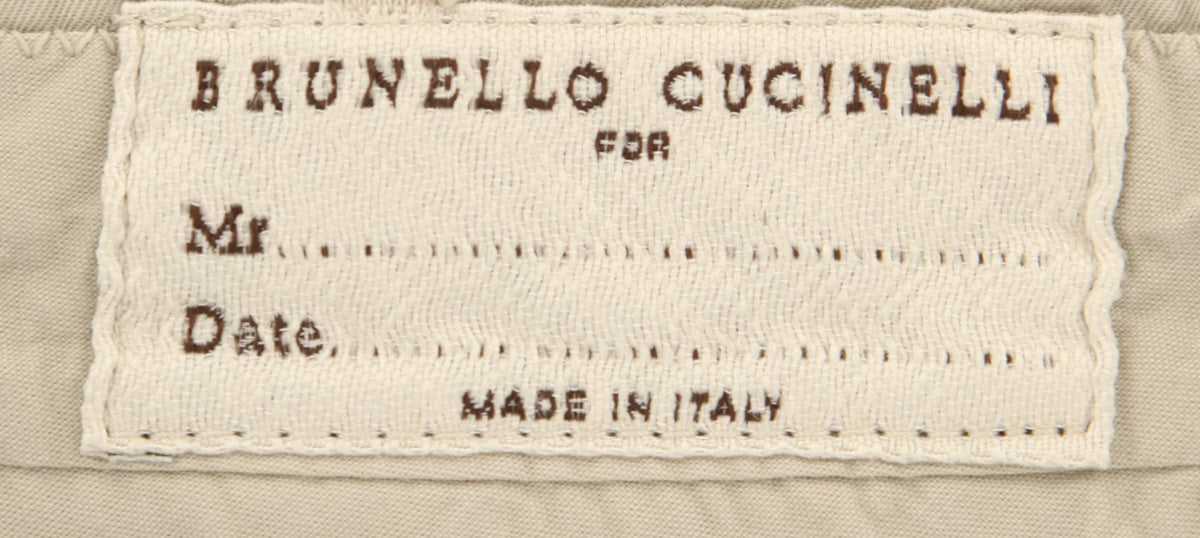 BRUNELLO CUCINELLI
FOR
Mr..............................
Date..............................
MADE IN ITALY